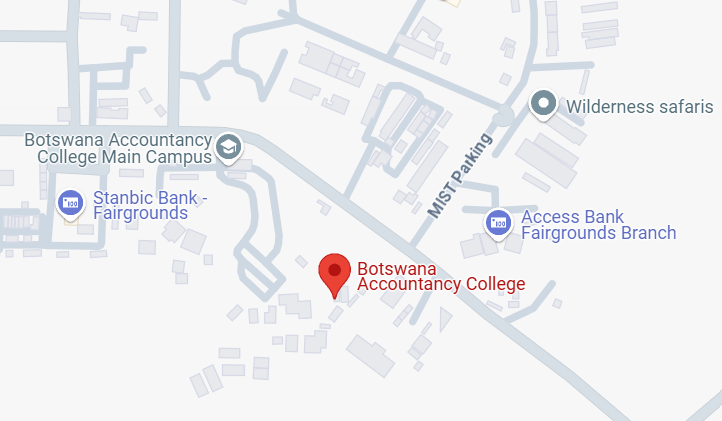 Wilderness safaris
Botswana Accountancy
College Main Campus
MIST Parking
Stanbic Bank -
Fairgrounds
Access Bank
Fairgrounds Branch
Botswana
Accountancy College